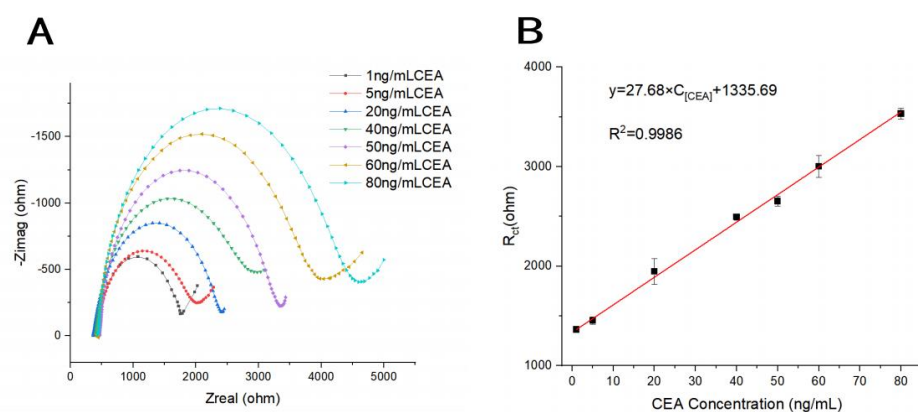 A
1ng/mLCEA
5ng/mLCEA
20ng/mLCEA
40ng/mLCEA
50ng/mLCEA
60ng/mLCEA
80ng/mLCEA
-1500
-1000
-500
0
-Zimag (ohm)
0 1000 2000 3000 4000 5000
Zreal (ohm)
B
y=27.68×C[CEA]+1335.69
R²=0.9986
4000
3000
2000
1000
Rct(ohm)
0 10 20 30 40 50 60 70 80
CEA Concentration (ng/mL)